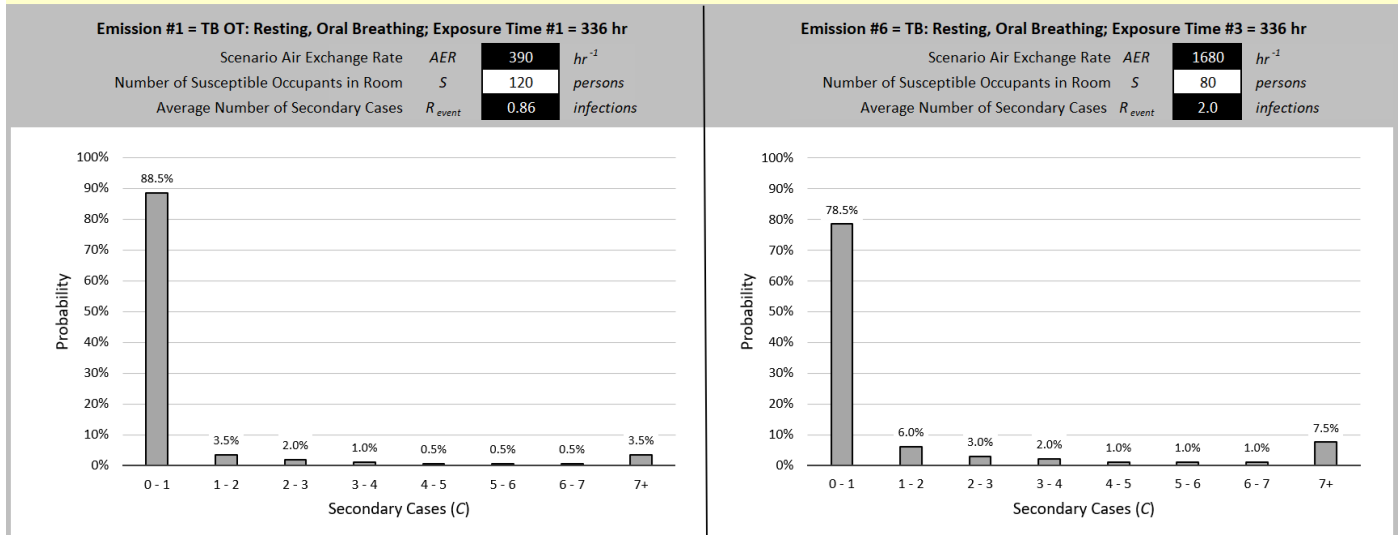 Emission #1 = TB OT: Resting, Oral Breathing; Exposure Time #1 = 336 hr
Scenario Air Exchange Rate AER 390 hr⁻¹
Number of Susceptible Occupants in Room S 120 persons
Average Number of Secondary Cases R event 0.86 infections
100%
90%
80%
70%
60%
50%
40%
30%
20%
10%
0%
Probability
88.5%
3.5%
2.0%
1.0%
0.5%
0.5%
0.5%
3.5%
0 - 1
1 - 2
2 - 3
3 - 4
4 - 5
5 - 6
6 - 7
7+
Secondary Cases (C)
Emission #6 = TB: Resting, Oral Breathing; Exposure Time #3 = 336 hr
Scenario Air Exchange Rate AER 1680 hr⁻¹
Number of Susceptible Occupants in Room S 80 persons
Average Number of Secondary Cases R event 2.0 infections
100%
90%
80%
70%
60%
50%
40%
30%
20%
10%
0%
Probability
78.5%
6.0%
3.0%
2.0%
1.0%
1.0%
1.0%
7.5%
0 - 1
1 - 2
2 - 3
3 - 4
4 - 5
5 - 6
6 - 7
7+
Secondary Cases (C)